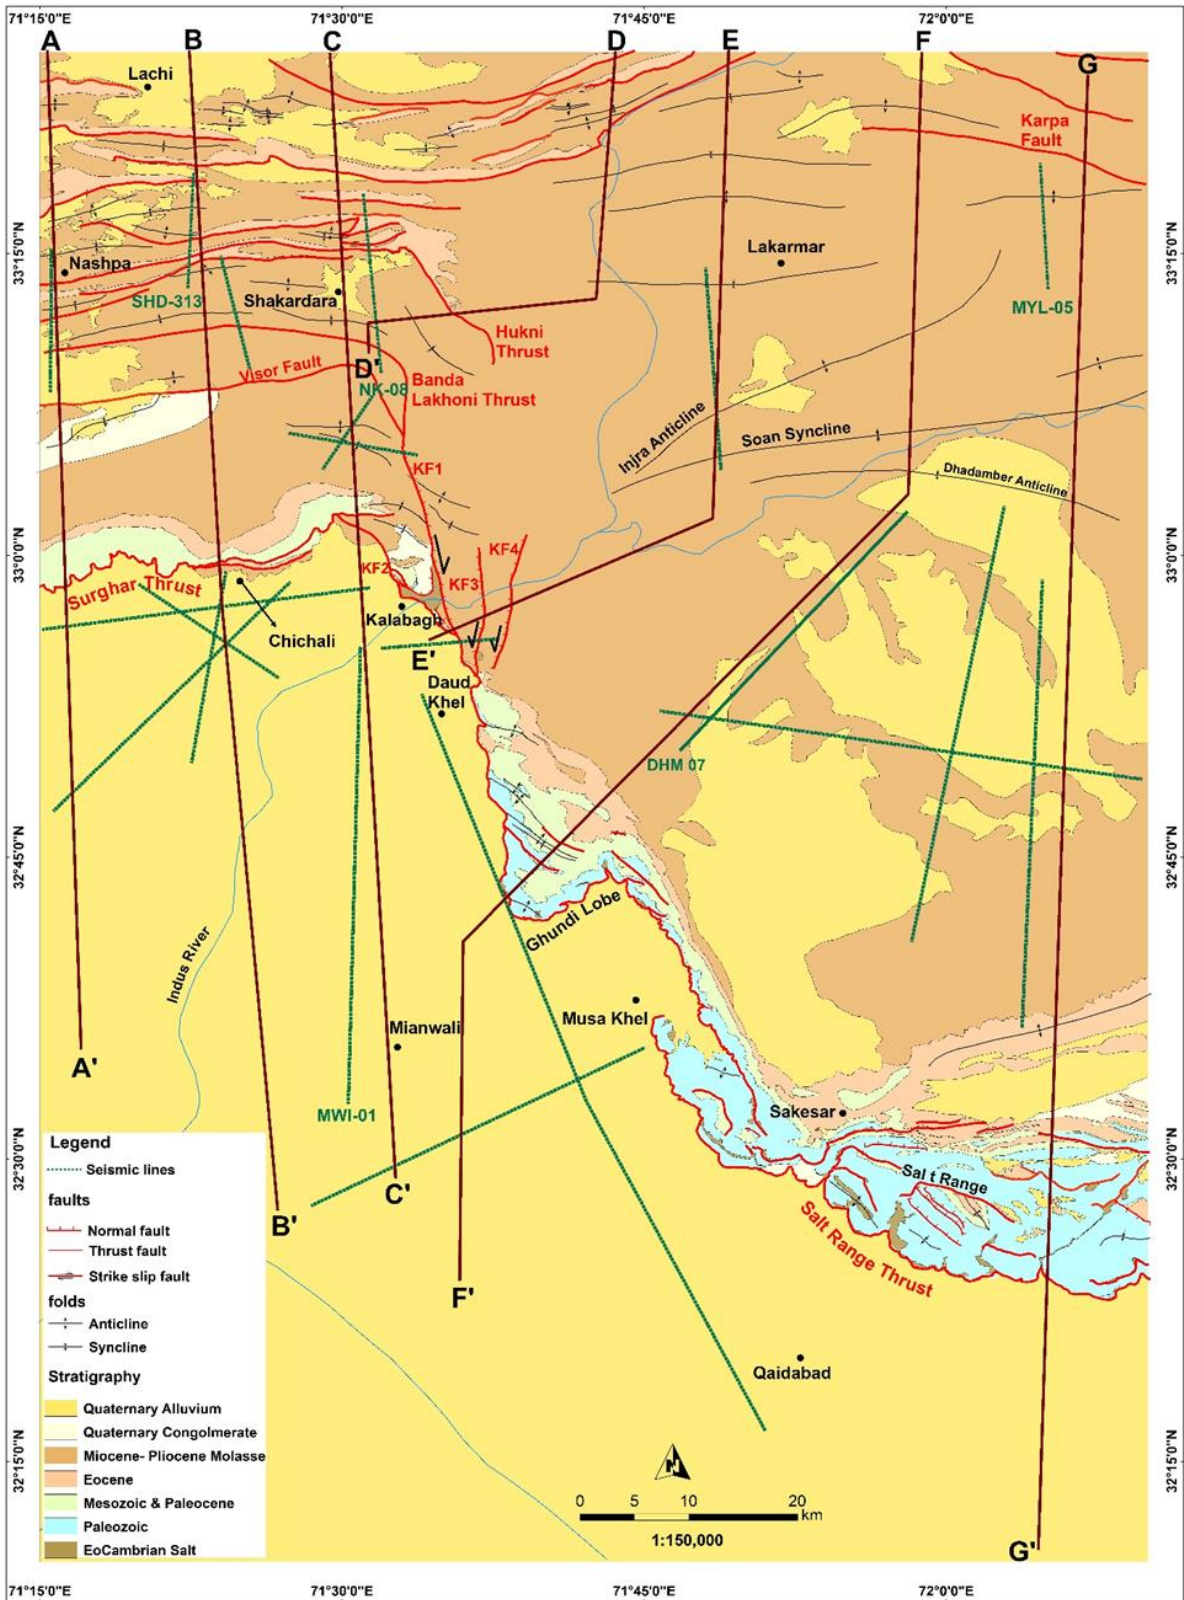 71°15'0"E
71°30'0"E
71°45'0"E
72°0'0"E
A
B
C
D
E
F
G
Lachi
Karpa
Fault
33°15'0"N
33°15'0"N
Nashpa
Lakarmar
SHD-313
Shakardara
MYL-05
Hukni
Thrust
D'
Visor Fault
NK-08
Banda
Lakhoni Thrust
Injra Anticline
Soan Syncline
KF1
Dhadamber Anticline
33°0'0"N
33°0'0"N
KF4
KF2
KF3
Surghar Thrust
Kalabagh
Chichali
E'
Daud
Khel
DHM 07
32°45'0"N
32°45'0"N
Ghundi Lobe
Indus River
Musa Khel
Mianwali
A'
MWI-01
Sakesar
32°30'0"N
32°30'0"N
Sal t Range
C'
B'
Salt Range Thrust
F'
Qaidabad
Legend
Seismic lines
faults
Normal fault
Thrust fault
Strike slip fault
folds
Anticline
Syncline
Stratigraphy
Quaternary Alluvium
Quaternary Congolmerate
Miocene- Pliocene Molasse
Eocene
Mesozoic & Paleocene
Paleozoic
EoCambrian Salt
32°15'0"N
32°15'0"N
N
0 5 10 20
km
1:150,000
G'
71°15'0"E
71°30'0"E
71°45'0"E
72°0'0"E